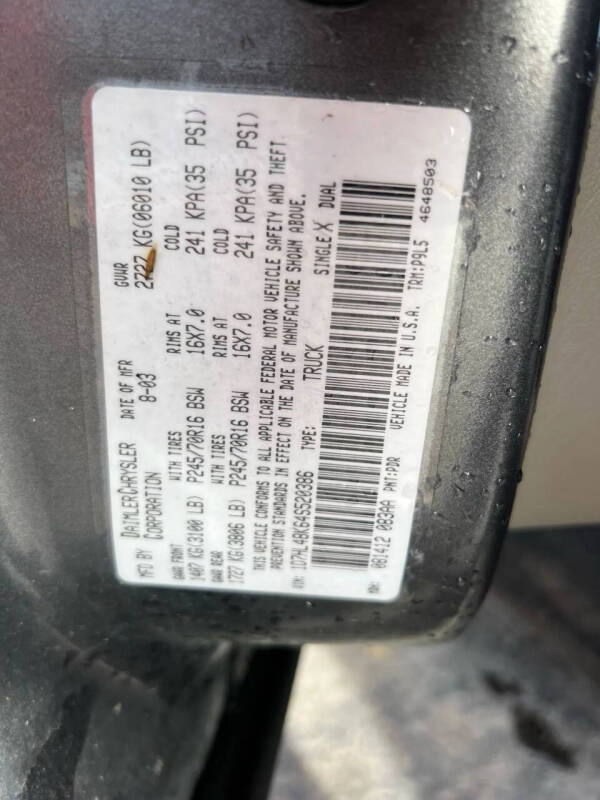 MFD BY DAIMLERCHRYSLER CORPORATION DATE OF MFR 8-03 GVWR 2727 KG(06010 LB)
GAWR FRONT WITH TIRES RIMS AT COLD
1407 KG(3100 LB) P245/70R16 BSW 16X7.0 241 KPA(35 PSI)
GAWR REAR WITH TIRES RIMS AT COLD
1727 KG(3806 LB) P245/70R16 BSW 16X7.0 241 KPA(35 PSI)
THIS VEHICLE CONFORMS TO ALL APPLICABLE FEDERAL MOTOR VEHICLE SAFETY AND THEFT
PREVENTION STANDARDS IN EFFECT ON THE DATE OF MANUFACTURE SHOWN ABOVE.
VIN: 1D7HL48K64S520386 TYPE: TRUCK SINGLE X DUAL
MDH: 081412 083AA PNT:PDR VEHICLE MADE IN U.S.A. TRM:P9L5 4648503